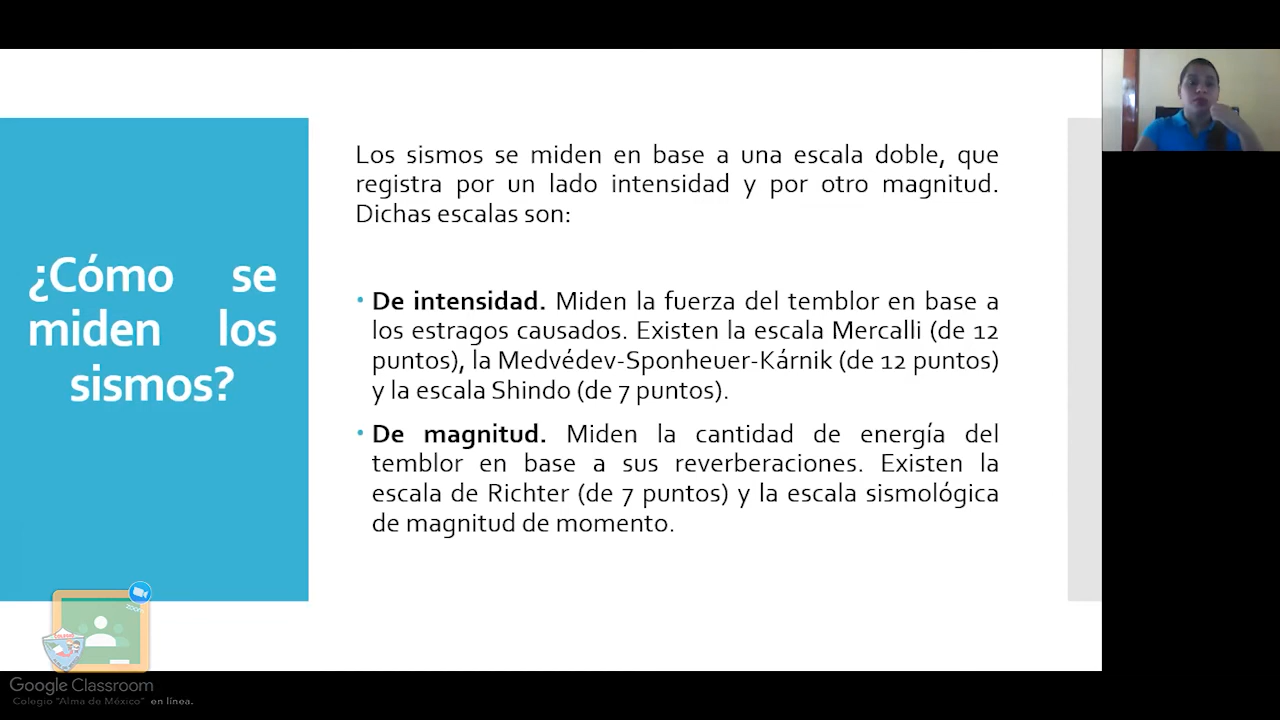 ¿Cómo se
miden los
sismos?
Los sismos se miden en base a una escala doble, que
registra por un lado intensidad y por otro magnitud.
Dichas escalas son:
• De intensidad. Miden la fuerza del temblor en base a
los estragos causados. Existen la escala Mercalli (de 12
puntos), la Medvédev-Sponheuer-Kárnik (de 12 puntos)
y la escala Shindo (de 7 puntos).
• De magnitud. Miden la cantidad de energía del
temblor en base a sus reverberaciones. Existen la
escala de Richter (de 7 puntos) y la escala sismológica
de magnitud de momento.
zoom
COLEGIO
Google Classroom
Colegio "Alma de México" en línea.